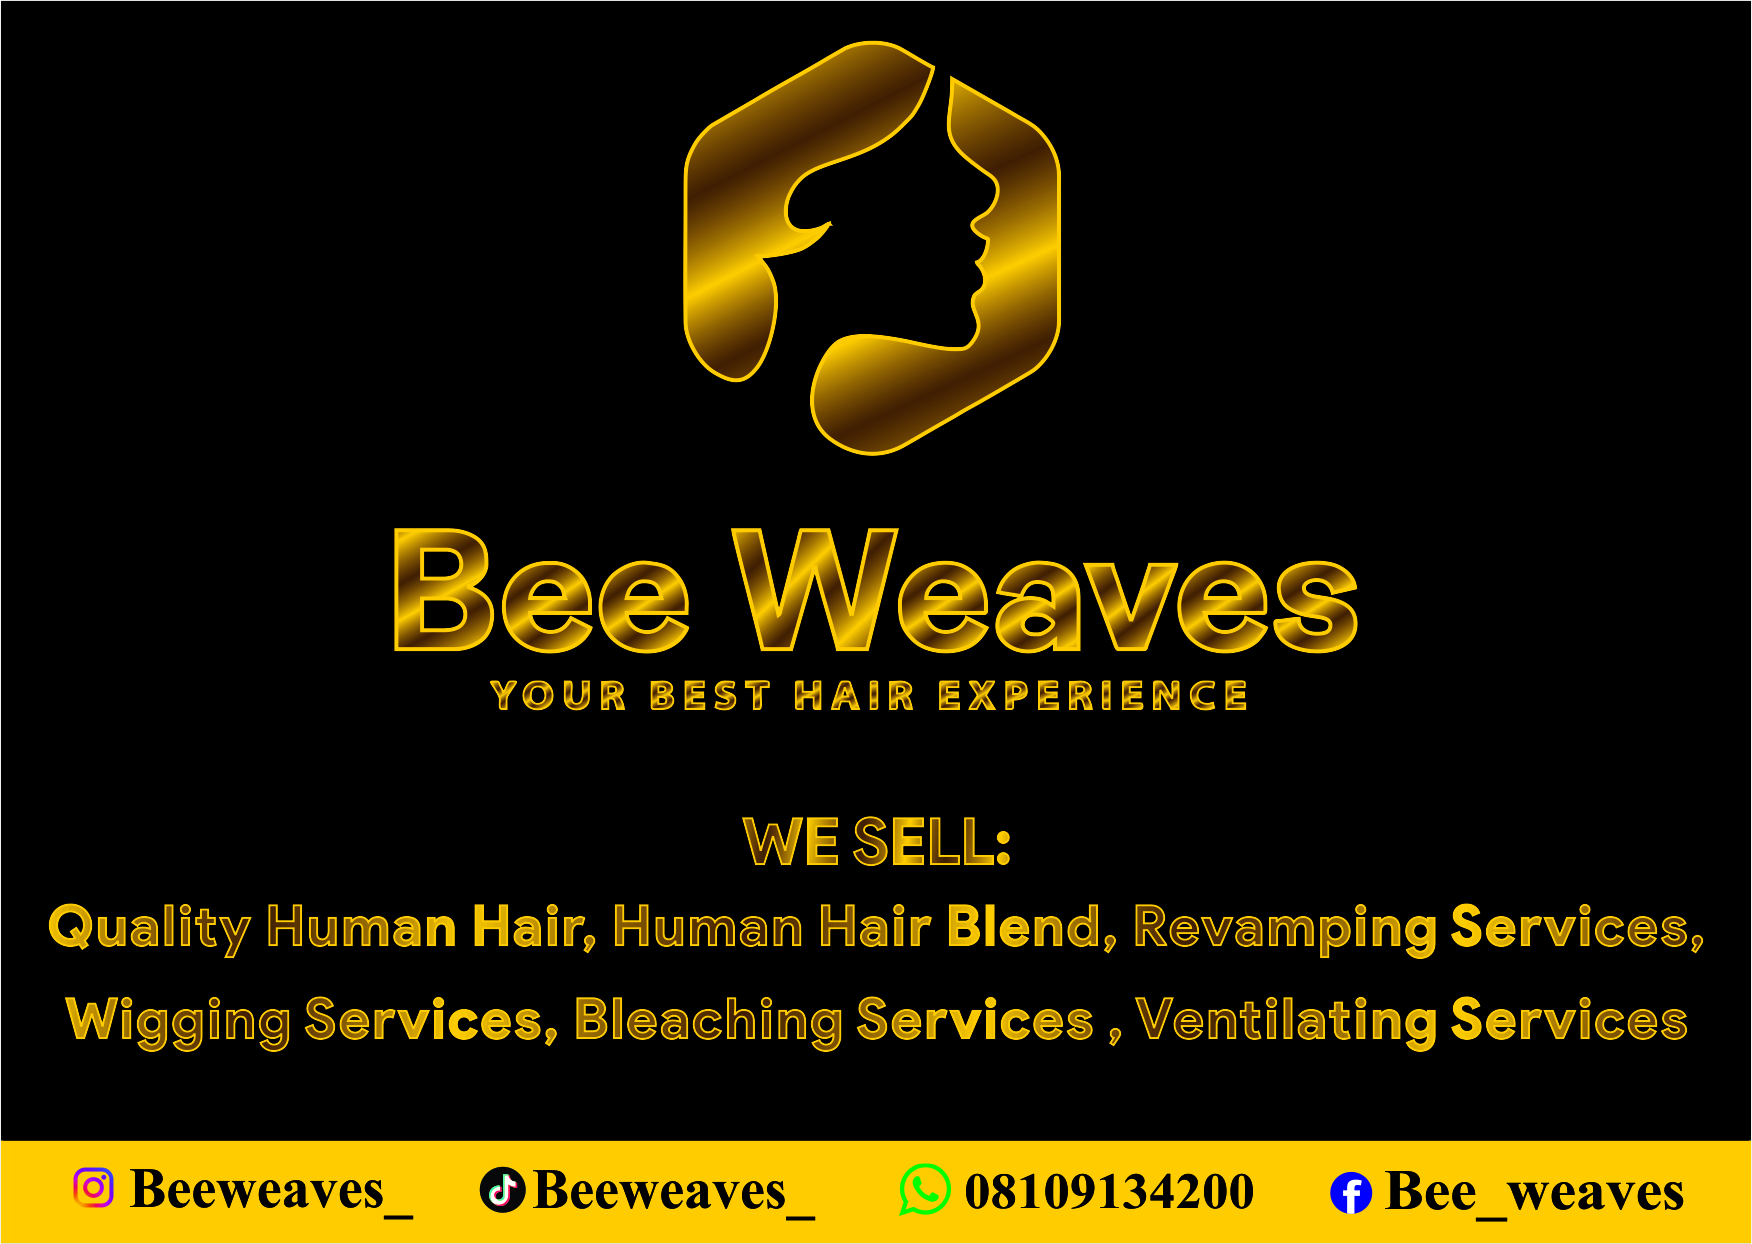 Bee Weaves
YOUR BEST HAIR EXPERIENCE
WE SELL:
Quality Human Hair, Human Hair Blend, Revamping Services,
Wigging Services, Bleaching Services , Ventilating Services
Beeweaves_ Beeweaves_ 08109134200 Bee_weaves